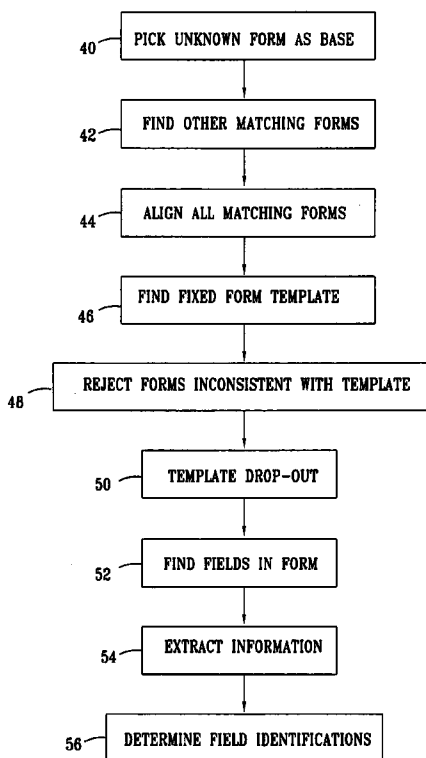 PICK UNKNOWN FORM AS BASE
40
FIND OTHER MATCHING FORMS
42
ALIGN ALL MATCHING FORMS
44
FIND FIXED FORM TEMPLATE
46
REJECT FORMS INCONSISTENT WITH TEMPLATE
48
TEMPLATE DROP-OUT
50
FIND FIELDS IN FORM
52
EXTRACT INFORMATION
54
DETERMINE FIELD IDENTIFICATIONS
56